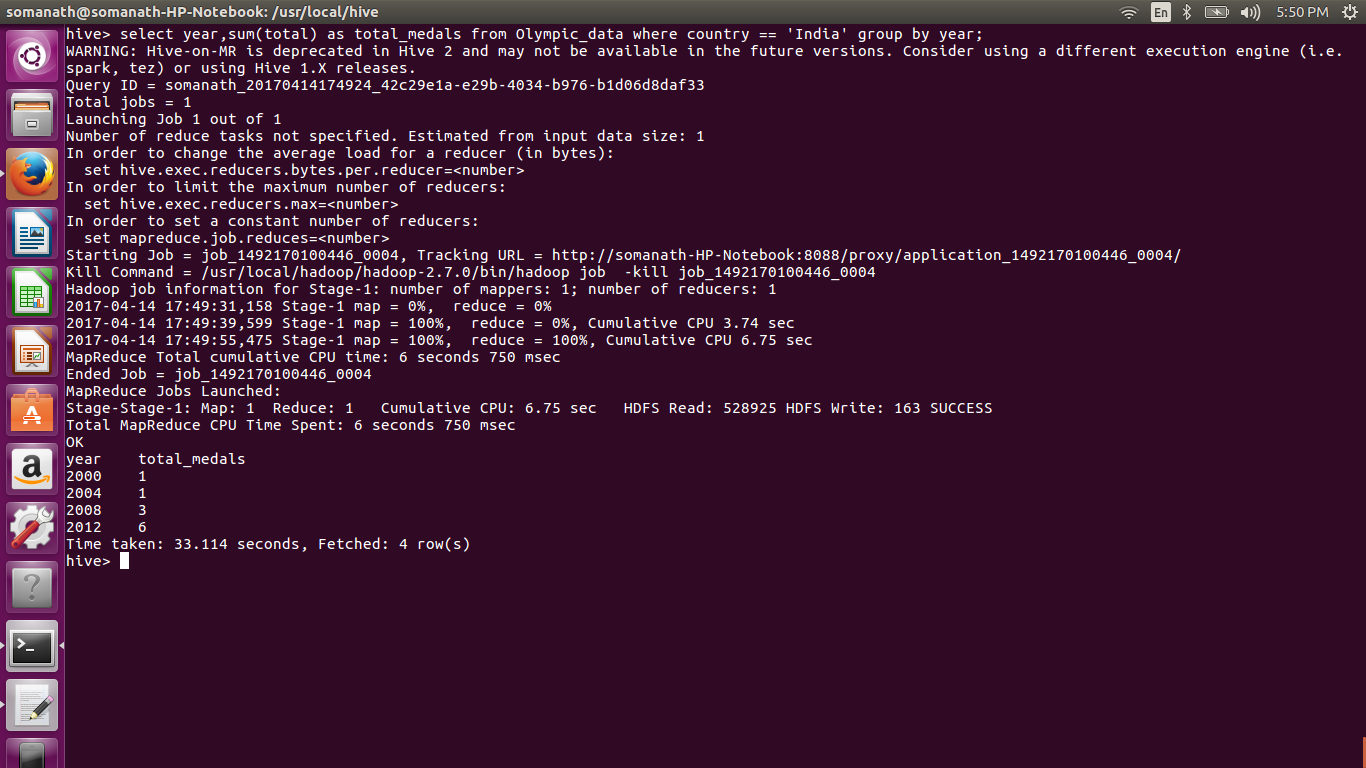 somanath@somanath-HP-Notebook: /usr/local/hive
En
5:50 PM
hive> select year,sum(total) as total_medals from Olympic_data where country == 'India' group by year;
WARNING: Hive-on-MR is deprecated in Hive 2 and may not be available in the future versions. Consider using a different execution engine (i.e.
spark, tez) or using Hive 1.X releases.
Query ID = somanath_20170414174924_42c29e1a-e29b-4034-b976-b1d06d8daf33
Total jobs = 1
Launching Job 1 out of 1
Number of reduce tasks not specified. Estimated from input data size: 1
In order to change the average load for a reducer (in bytes):
  set hive.exec.reducers.bytes.per.reducer=<number>
In order to limit the maximum number of reducers:
  set hive.exec.reducers.max=<number>
In order to set a constant number of reducers:
  set mapreduce.job.reduces=<number>
Starting Job = job_1492170100446_0004, Tracking URL = http://somanath-HP-Notebook:8088/proxy/application_1492170100446_0004/
Kill Command = /usr/local/hadoop/hadoop-2.7.0/bin/hadoop job  -kill job_1492170100446_0004
Hadoop job information for Stage-1: number of mappers: 1; number of reducers: 1
2017-04-14 17:49:31,158 Stage-1 map = 0%,  reduce = 0%
2017-04-14 17:49:39,599 Stage-1 map = 100%,  reduce = 0%, Cumulative CPU 3.74 sec
2017-04-14 17:49:55,475 Stage-1 map = 100%,  reduce = 100%, Cumulative CPU 6.75 sec
MapReduce Total cumulative CPU time: 6 seconds 750 msec
Ended Job = job_1492170100446_0004
MapReduce Jobs Launched:
Stage-Stage-1: Map: 1  Reduce: 1   Cumulative CPU: 6.75 sec   HDFS Read: 528925 HDFS Write: 163 SUCCESS
Total MapReduce CPU Time Spent: 6 seconds 750 msec
OK
year    total_medals
2000    1
2004    1
2008    3
2012    6
Time taken: 33.114 seconds, Fetched: 4 row(s)
hive>